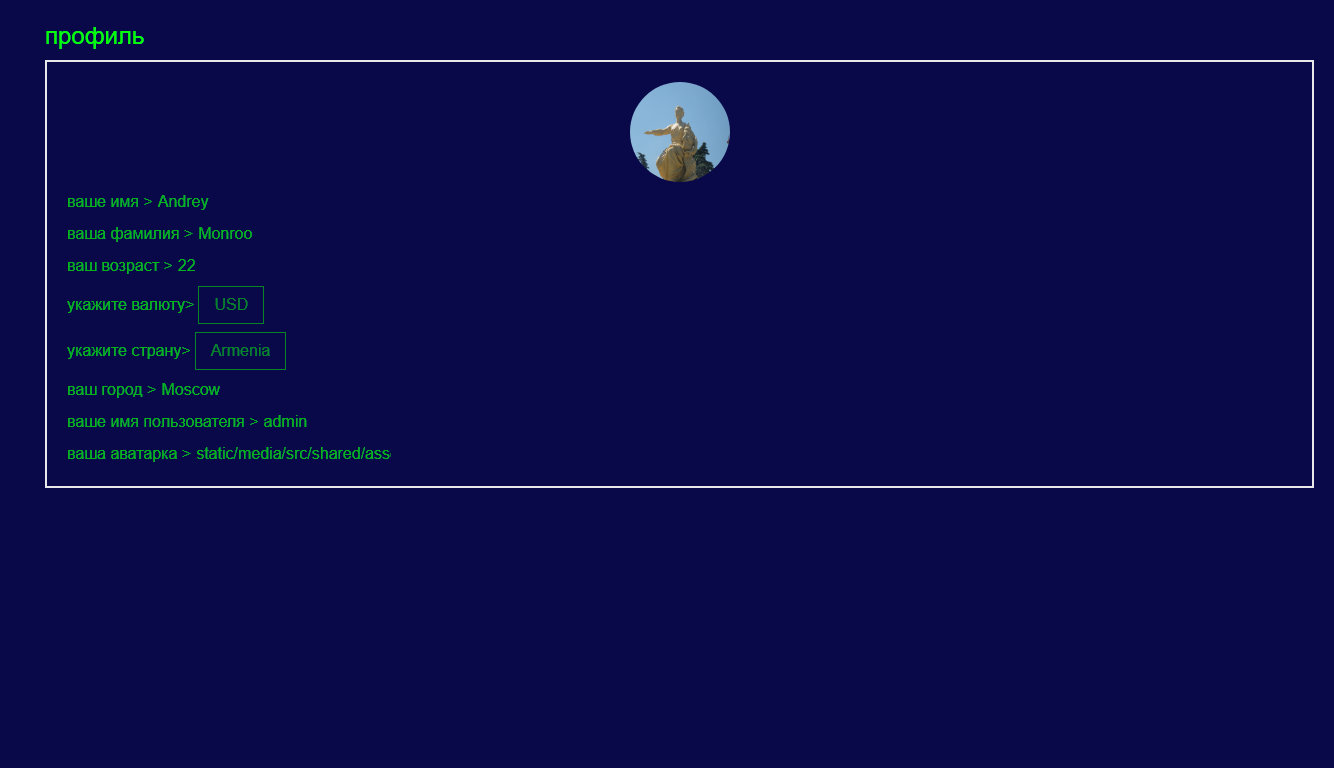 профиль
ваше имя > Andrey
ваша фамилия > Monroo
ваш возраст > 22
укажите валюту> USD
укажите страну> Armenia
ваш город > Moscow
ваше имя пользователя > admin
ваша аватарка > static/media/src/shared/ass